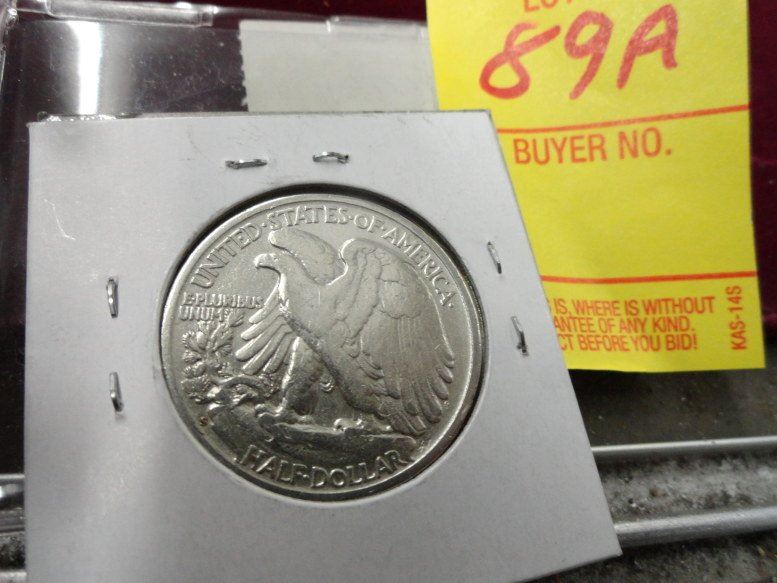 89A
BUYER NO.
IS, WHERE IS WITHOUT
ANTEE OF ANY KIND.
CT BEFORE YOU BID!
KAS-14S
UNITED·STATES·OF·AMERICA·
E·PLURIBUS
UNUM
HALF·DOLLAR